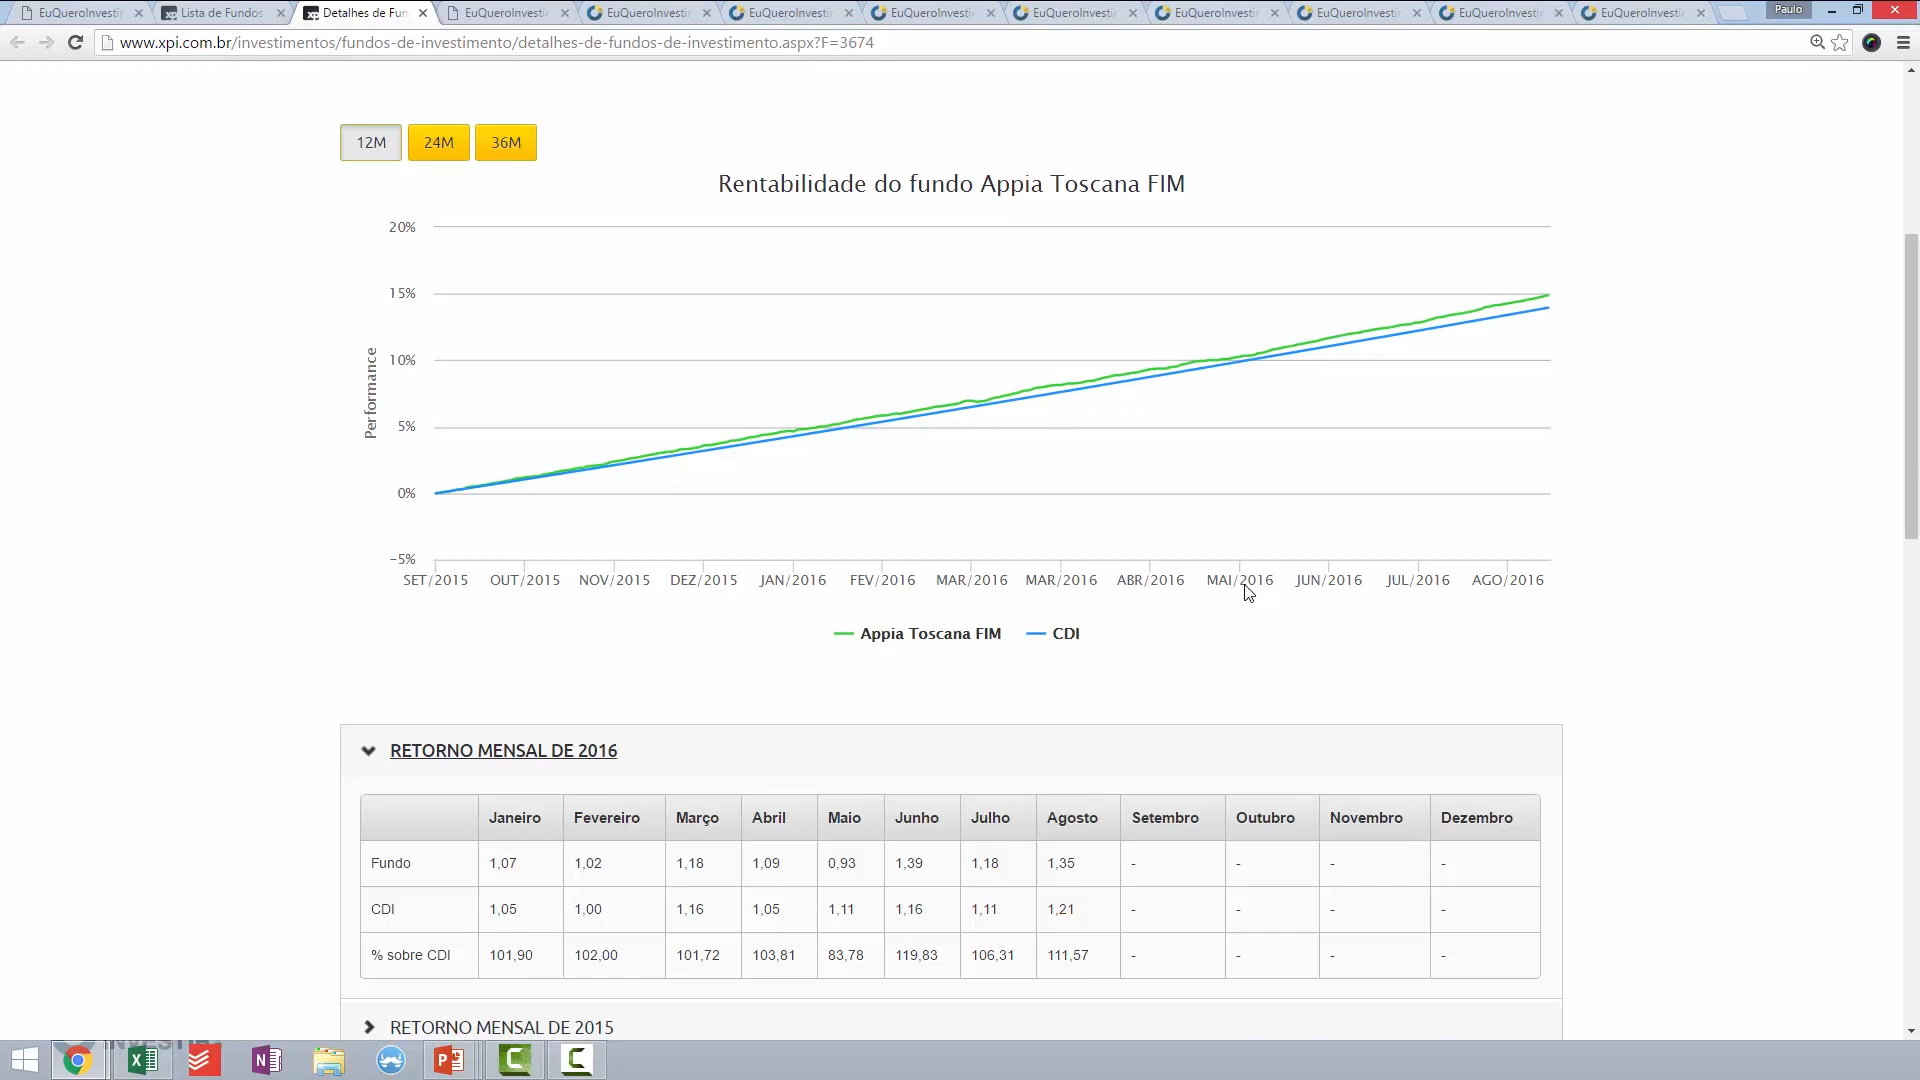 EuQueroInvesti
Lista de Fundos
Detalhes de Fun
EuQueroInvesti
EuQueroInvesti
EuQueroInvesti
EuQueroInvesti
EuQueroInvesti
EuQueroInvesti
EuQueroInvesti
EuQueroInvesti
EuQueroInvesti
Paulo
www.xpi.com.br/investimentos/fundos-de-investimento/detalhes-de-fundos-de-investimento.aspx?F=3674
12M 24M 36M
Rentabilidade do fundo Appia Toscana FIM
20%
15%
10%
5%
0%
−5%
Performance
SET/2015 OUT/2015 NOV/2015 DEZ/2015 JAN/2016 FEV/2016 MAR/2016 MAR/2016 ABR/2016 MAI/2016 JUN/2016 JUL/2016 AGO/2016
Appia Toscana FIM CDI
RETORNO MENSAL DE 2016
Janeiro Fevereiro Março Abril Maio Junho Julho Agosto Setembro Outubro Novembro Dezembro
Fundo 1,07 1,02 1,18 1,09 0,93 1,39 1,18 1,35 - - - -
CDI 1,05 1,00 1,16 1,05 1,11 1,16 1,11 1,21 - - - -
% sobre CDI 101,90 102,00 101,72 103,81 83,78 119,83 106,31 111,57 - - - -
RETORNO MENSAL DE 2015